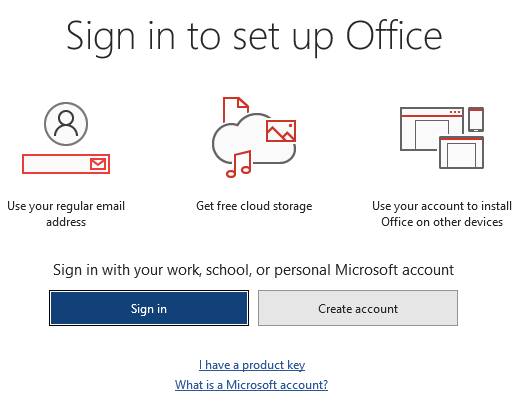 Sign in to set up Office
Use your regular email
address
Get free cloud storage
Use your account to install
Office on other devices
Sign in with your work, school, or personal Microsoft account
Sign in
Create account
I have a product key
What is a Microsoft account?